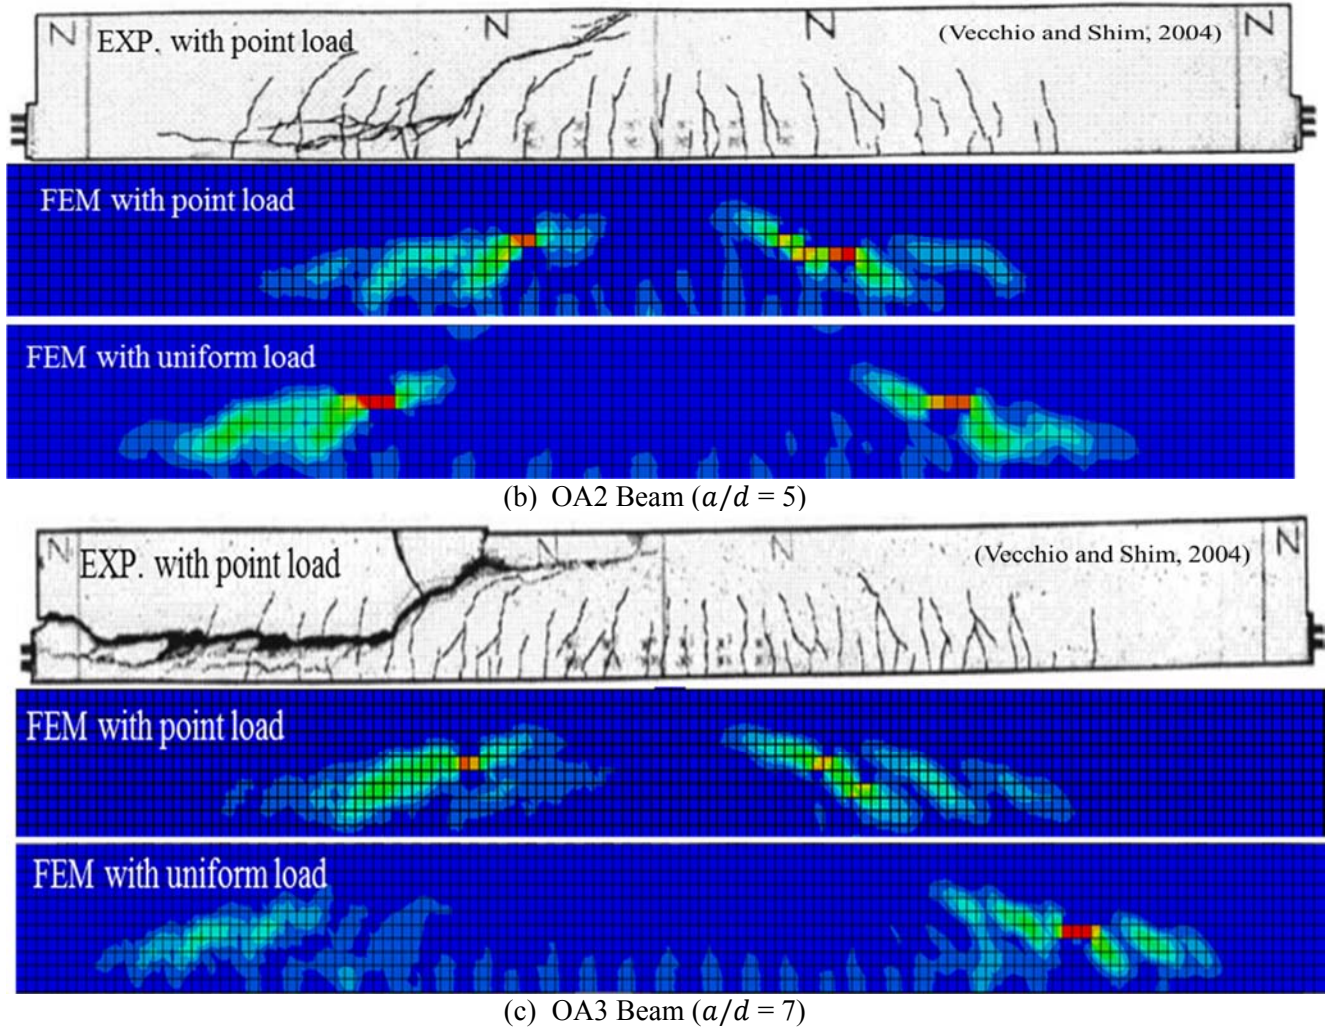 N
EXP. with point load
N
N
(Vecchio and Shim, 2004)
N
FEM with point load
FEM with uniform load
(b) OA2 Beam (𝑎/𝑑 = 5)
N
EXP. with point load
N
N
(Vecchio and Shim, 2004)
N
FEM with point load
FEM with uniform load
(c) OA3 Beam (𝑎/𝑑 = 7)